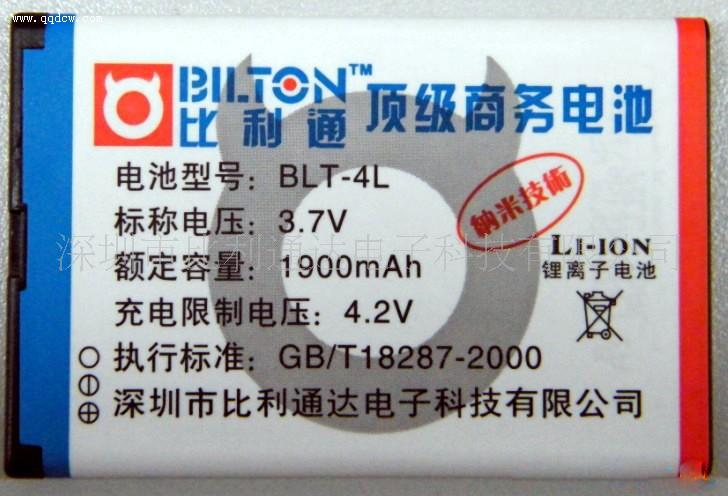 www.qqdcw.com
BILTON™
比利通
顶级商务电池
电池型号：BLT-4L
标称电压：3.7V
納米技術
额定容量：1900mAh
LI-ION
锂离子电池
深圳市比利通达电子科技有限公司
充电限制电压：4.2V
执行标准：GB/T18287-2000
深圳市比利通达电子科技有限公司